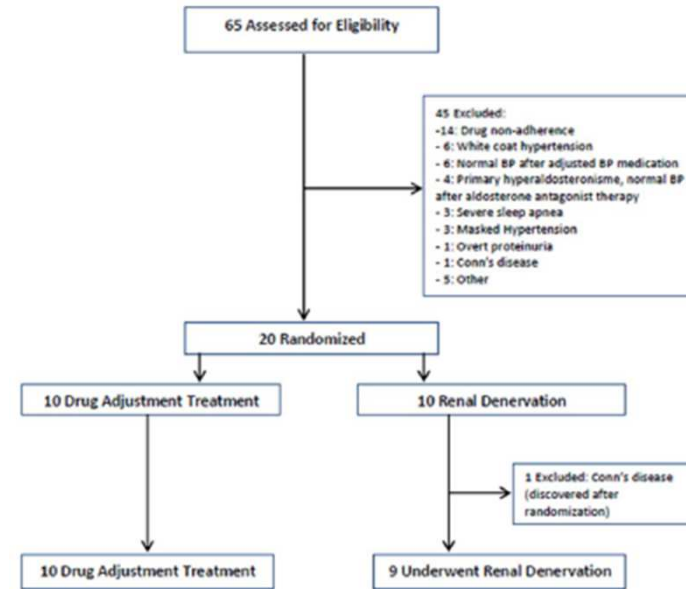 65 Assessed for Eligibility
45 Excluded:
-14: Drug non-adherence
- 6: White coat hypertension
- 6: Normal BP after adjusted BP medication
- 4: Primary hyperaldosteronisme, normal BP
after aldosterone antagonist therapy
- 3: Severe sleep apnea
- 3: Masked Hypertension
- 1: Overt proteinuria
- 1: Conn's disease
- 5: Other
20 Randomized
10 Drug Adjustment Treatment
10 Renal Denervation
1 Excluded: Conn's disease
(discovered after
randomization)
10 Drug Adjustment Treatment
9 Underwent Renal Denervation